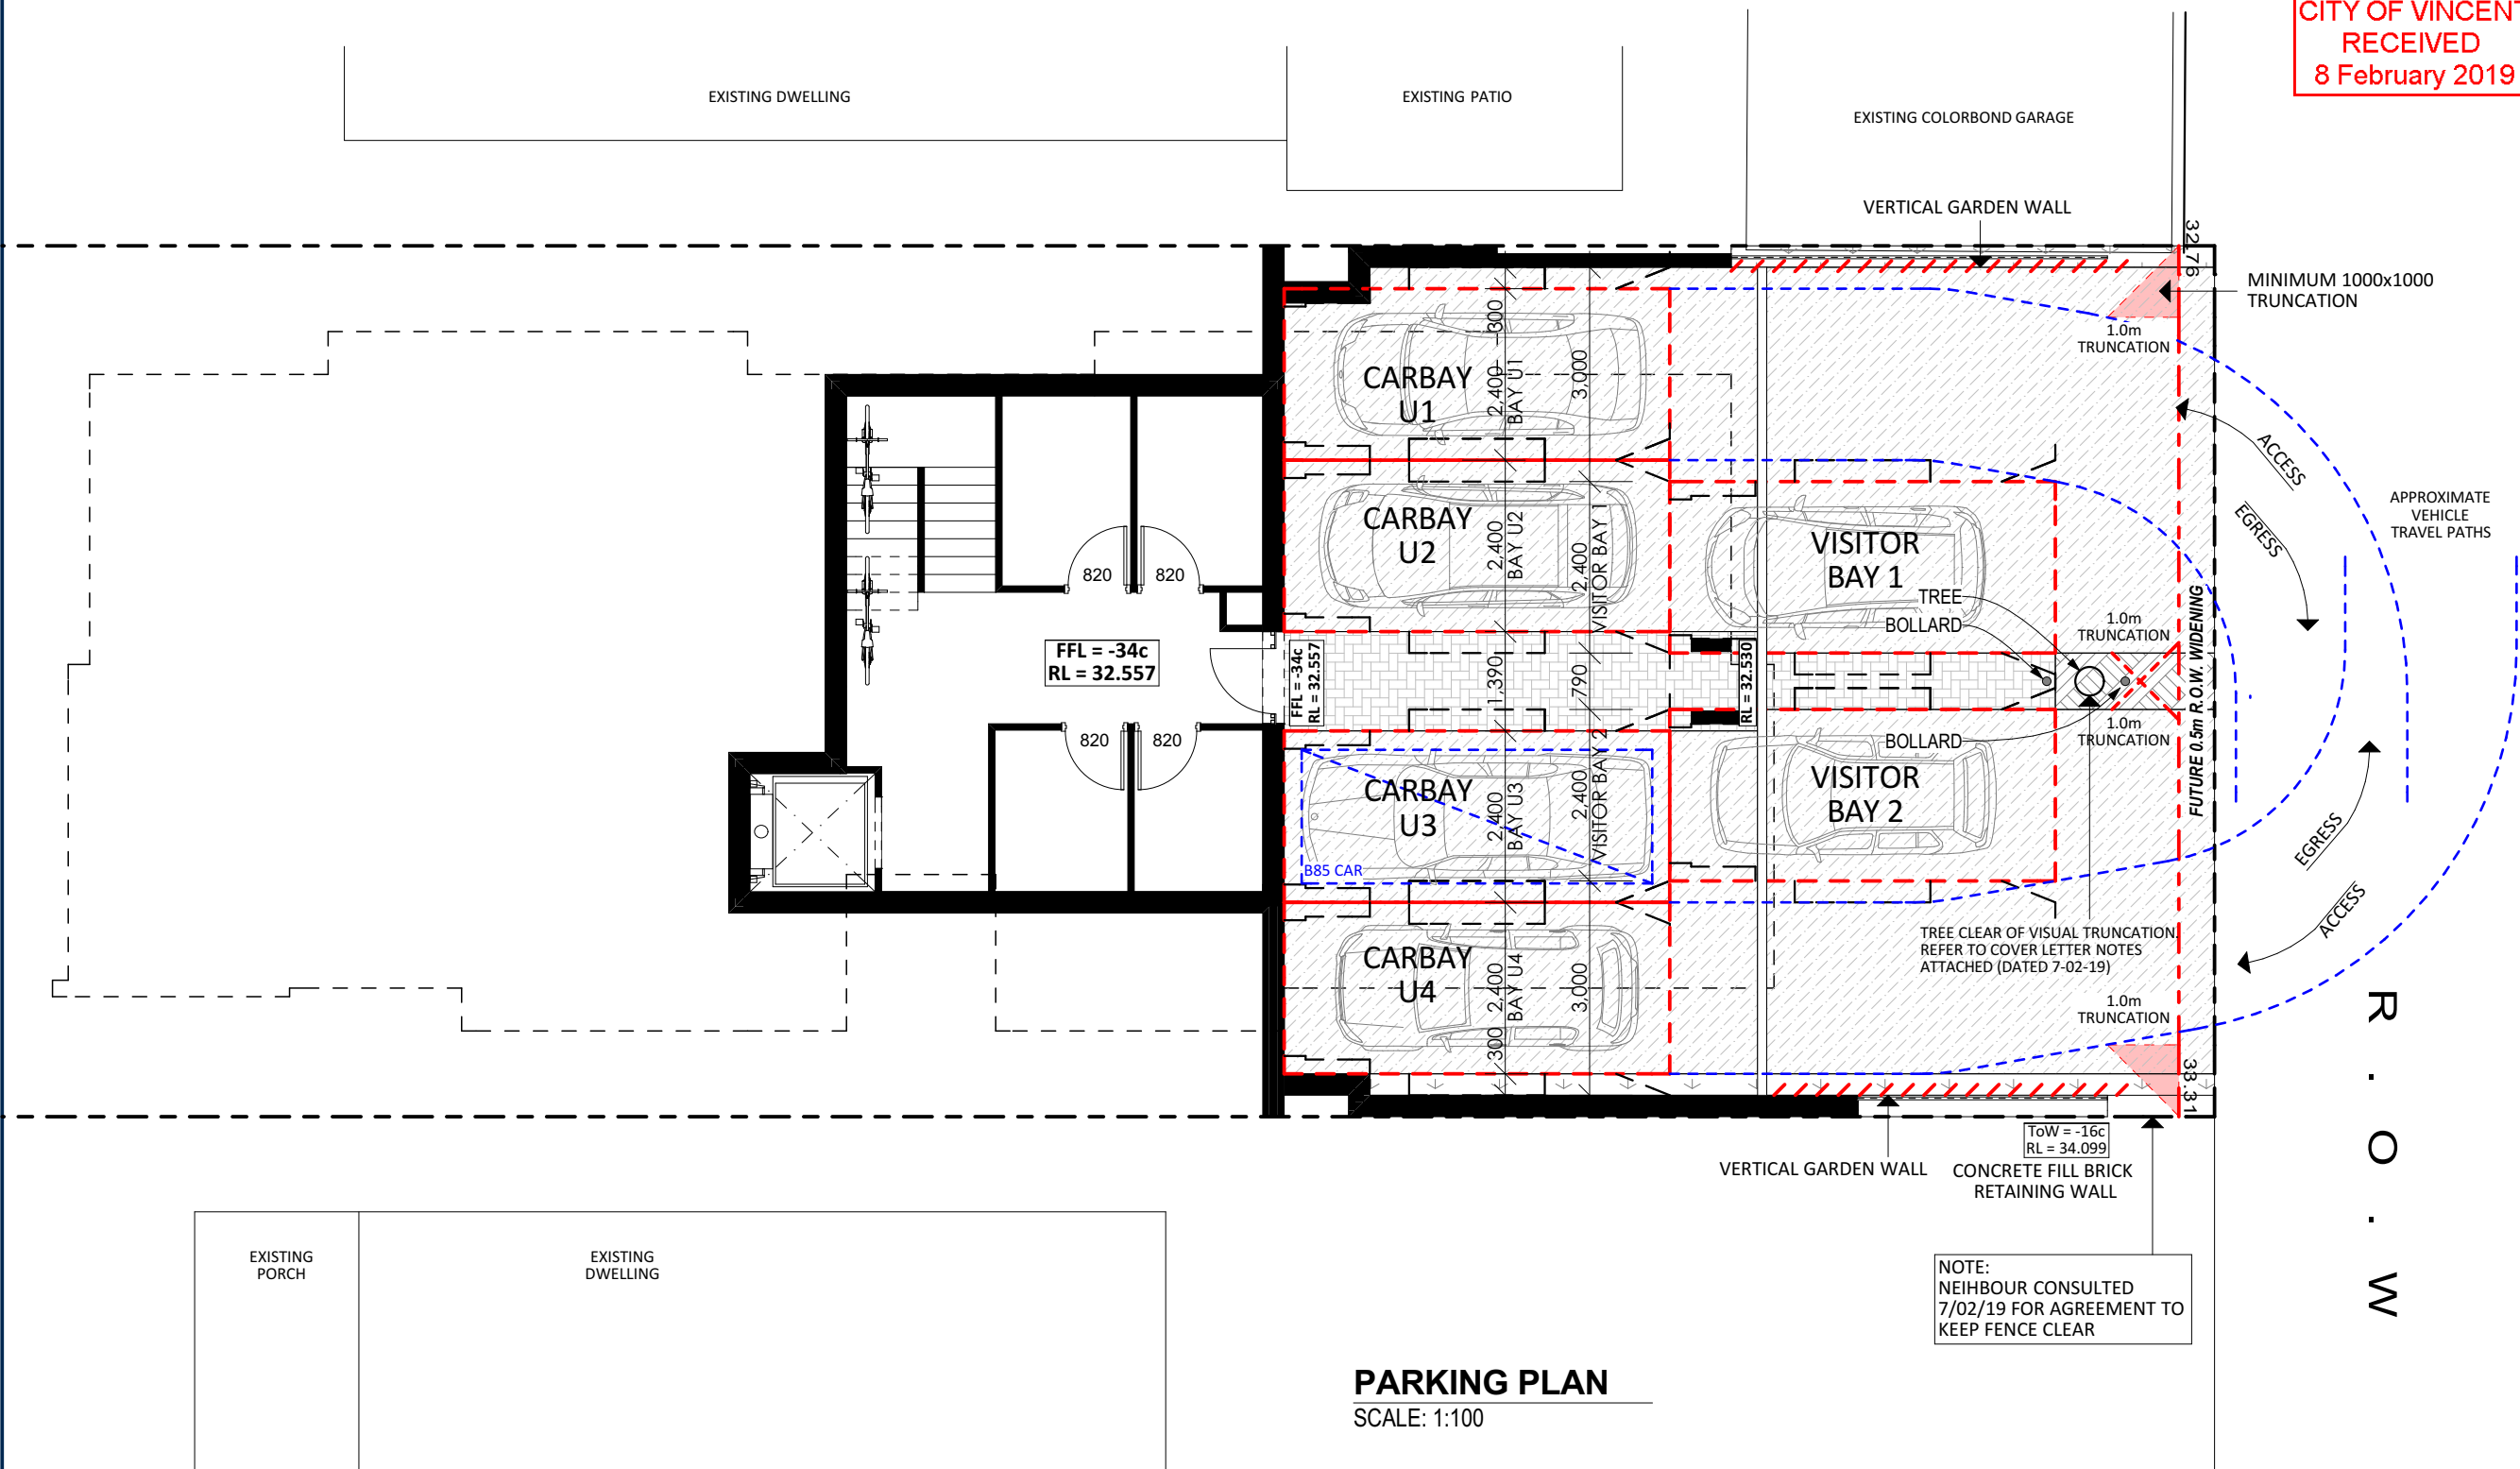 CITY OF VINCENT
RECEIVED
8 February 2019
EXISTING DWELLING
EXISTING PATIO
EXISTING COLORBOND GARAGE
VERTICAL GARDEN WALL
32.76
MINIMUM 1000x1000
TRUNCATION
1.0m
TRUNCATION
CARBAY
U1
300
2,400
BAY U1
3,000
ACCESS
EGRESS
APPROXIMATE
VEHICLE
TRAVEL PATHS
CARBAY
U2
2,400
BAY U2
2,400
VISITOR BAY 1
VISITOR
BAY 1
TREE
BOLLARD
1.0m
TRUNCATION
FUTURE 0.5m R.O.W. WIDENING
820
820
FFL = -34c
RL = 32.557
FFL = -34c
RL = 32.557
1,390
790
RL = 32.530
820
820
BOLLARD
1.0m
TRUNCATION
CARBAY
U3
B85 CAR
2,400
BAY U3
2,400
VISITOR BAY 2
VISITOR
BAY 2
EGRESS
ACCESS
TREE CLEAR OF VISUAL TRUNCATION.
REFER TO COVER LETTER NOTES
ATTACHED (DATED 7-02-19)
CARBAY
U4
300
2,400
BAY U4
3,000
1.0m
TRUNCATION
33.31
R . O . W
ToW = -16c
RL = 34.099
VERTICAL GARDEN WALL
CONCRETE FILL BRICK
RETAINING WALL
EXISTING
PORCH
EXISTING
DWELLING
NOTE:
NEIHBOUR CONSULTED
7/02/19 FOR AGREEMENT TO
KEEP FENCE CLEAR
PARKING PLAN
SCALE: 1:100